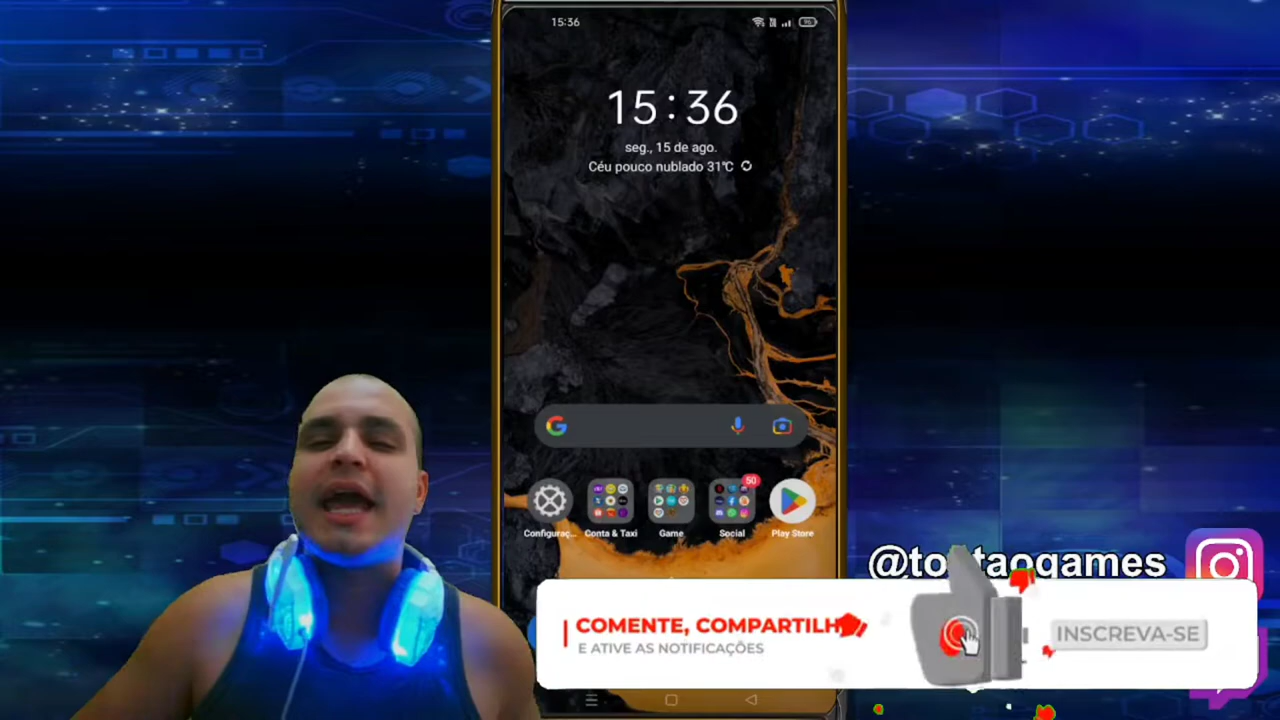 15:36
96
15:36
seg., 15 de ago.
Céu pouco nublado 31℃
50
Configuraç... Conta & Taxi Game Social Play Store
COMENTE, COMPARTILH
E ATIVE AS NOTIFICAÇÕES
INSCREVA-SE